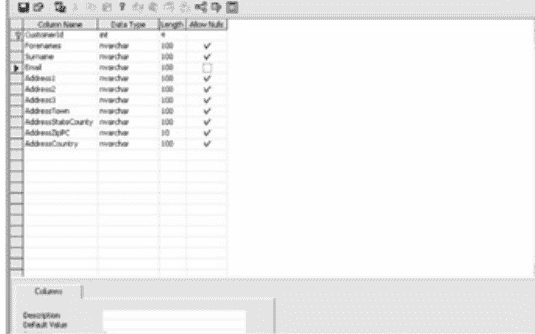 Column Name Data Type Length Allow Nulls
CustomerId int 4
Forenames nvarchar 100
Surname nvarchar 100
Email nvarchar 100
Address1 nvarchar 100
Address2 nvarchar 100
Address3 nvarchar 100
AddressTown nvarchar 100
AddressStateCounty nvarchar 100
AddressZipPC nvarchar 10
AddressCountry nvarchar 100
Columns
Description
Default Value